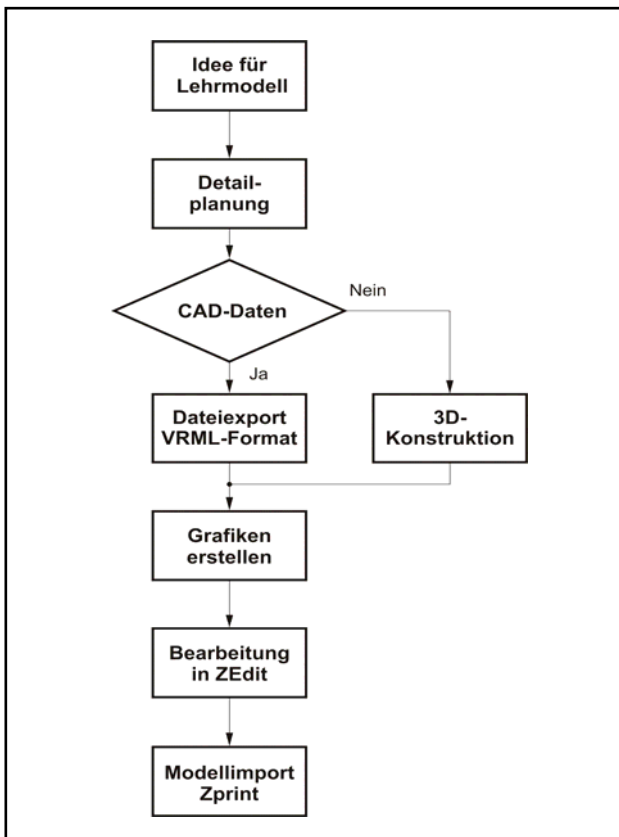 Idee für
Lehrmodell
Detail-
planung
CAD-Daten
Nein
Ja
Dateiexport
VRML-Format
3D-
Konstruktion
Grafiken
erstellen
Bearbeitung
in ZEdit
Modellimport
Zprint